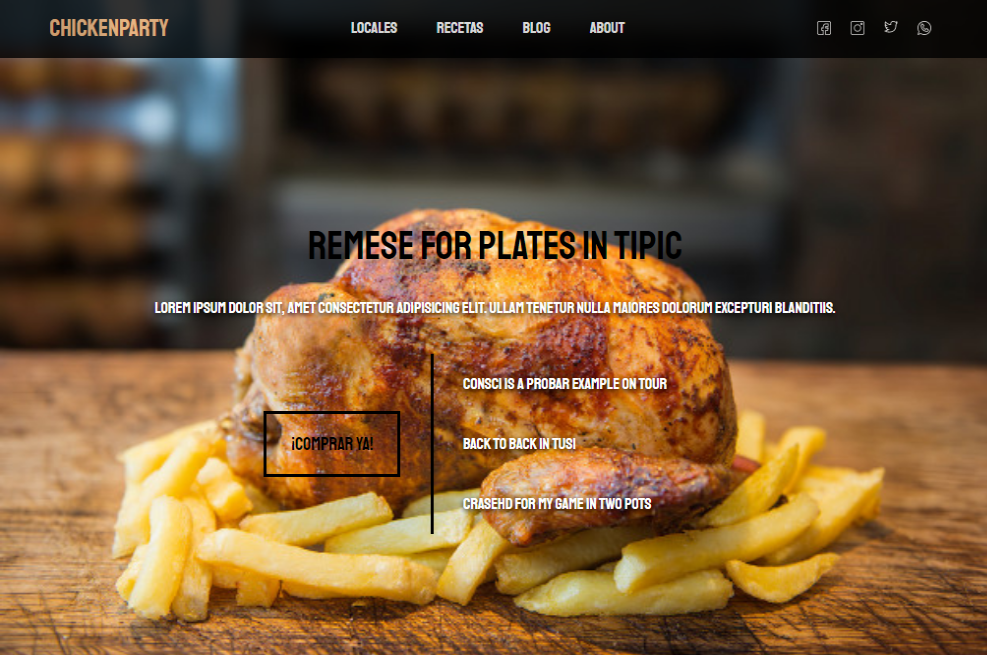 CHICKENPARTY
LOCALES RECETAS BLOG ABOUT
REMESE FOR PLATES IN TIPIC
LOREM IPSUM DOLOR SIT, AMET CONSECTETUR ADIPISICING ELIT. ULLAM TENETUR NULLA MAIORES DOLORUM EXCEPTURI BLANDITIIS.
CONSCI IS A PROBAR EXAMPLE ON TOUR
¡COMPRAR YA!
BACK TO BACK IN TUSI
CRASEHD FOR MY GAME IN TWO POTS